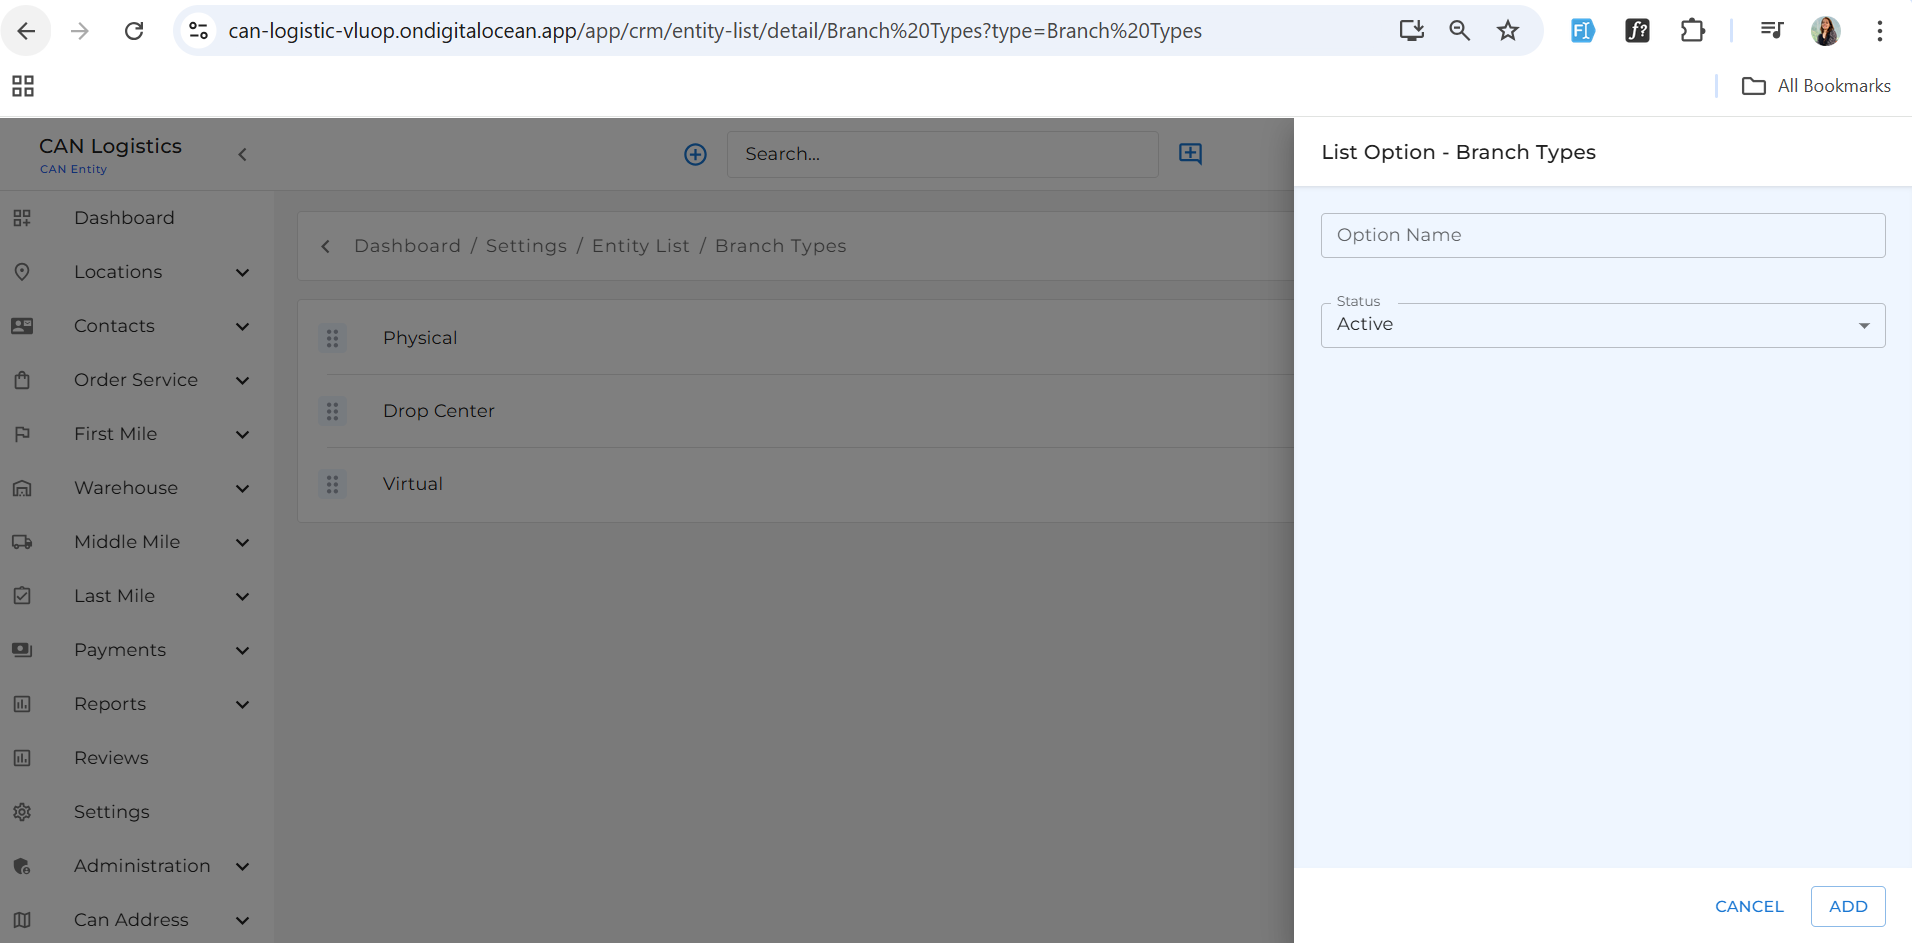 can-logistic-vluop.ondigitalocean.app/app/crm/entity-list/detail/Branch%20Types?type=Branch%20Types
All Bookmarks
CAN Logistics
CAN Entity
Search...
Dashboard
Locations
Contacts
Order Service
First Mile
Warehouse
Middle Mile
Last Mile
Payments
Reports
Reviews
Settings
Administration
Can Address
Dashboard / Settings / Entity List / Branch Types
Physical
Drop Center
Virtual
List Option - Branch Types
Option Name
Status
Active
CANCEL
ADD